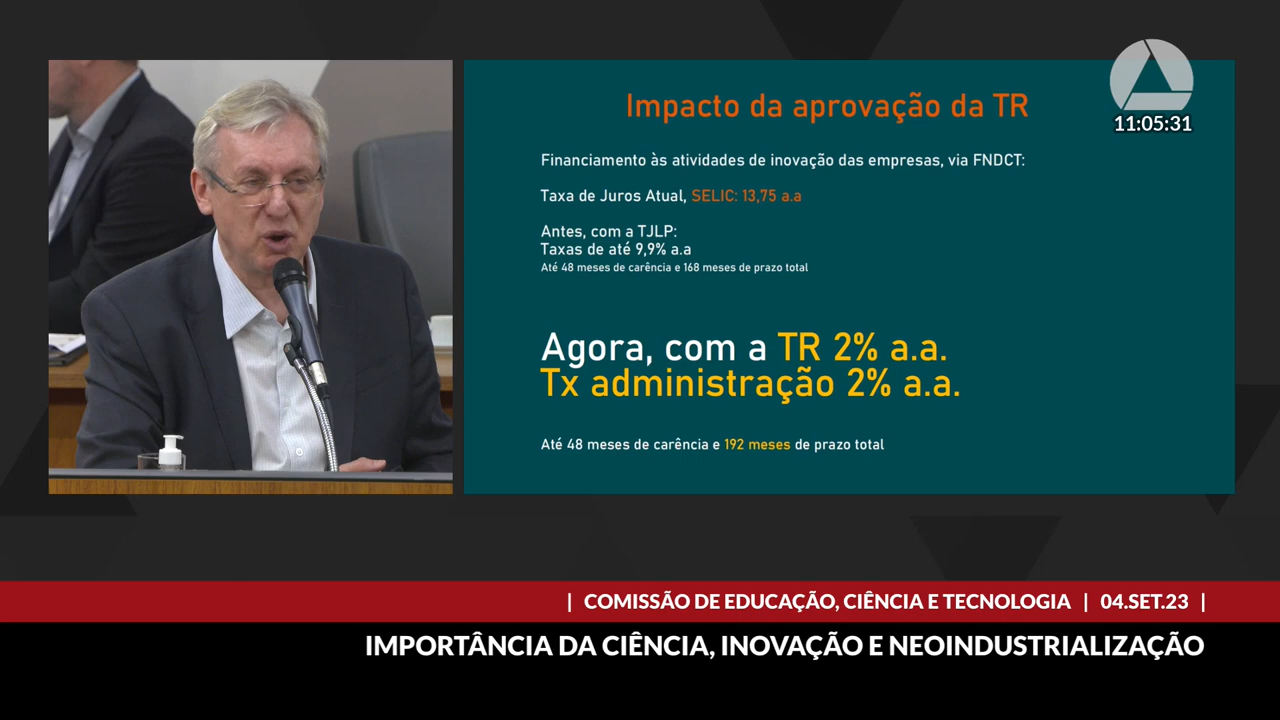 Impacto da aprovação da TR
11:05:31
Financiamento às atividades de inovação das empresas, via FNDCT:
Taxa de Juros Atual, SELIC: 13,75 a.a
Antes, com a TJLP:
Taxas de até 9,9% a.a
Até 48 meses de carência e 168 meses de prazo total
Agora, com a TR 2% a.a.
Tx administração 2% a.a.
Até 48 meses de carência e 192 meses de prazo total
| COMISSÃO DE EDUCAÇÃO, CIÊNCIA E TECNOLOGIA | 04.SET.23 |
IMPORTÂNCIA DA CIÊNCIA, INOVAÇÃO E NEOINDUSTRIALIZAÇÃO